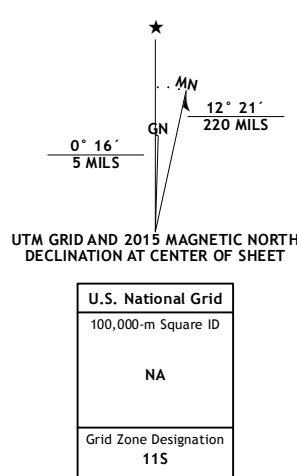 ★
MN
GN
12° 21´
220 MILS
0° 16´
5 MILS
UTM GRID AND 2015 MAGNETIC NORTH
DECLINATION AT CENTER OF SHEET
U.S. National Grid
100,000-m Square ID
NA
Grid Zone Designation
11S